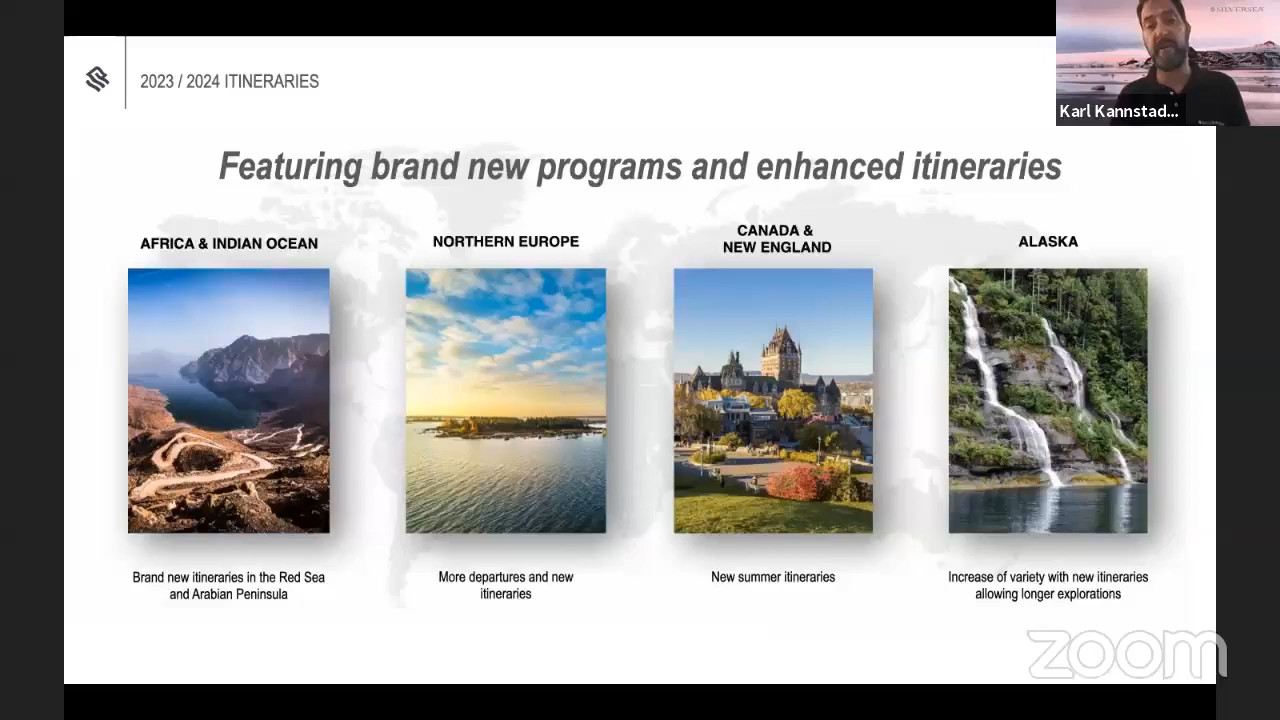 SILVERSEA
Karl Kannstad...
2023 / 2024 ITINERARIES
Featuring brand new programs and enhanced itineraries
AFRICA & INDIAN OCEAN
Brand new itineraries in the Red Sea
and Arabian Peninsula
NORTHERN EUROPE
More departures and new
itineraries
CANADA &
NEW ENGLAND
New summer itineraries
ALASKA
Increase of variety with new itineraries
allowing longer explorations
zoom